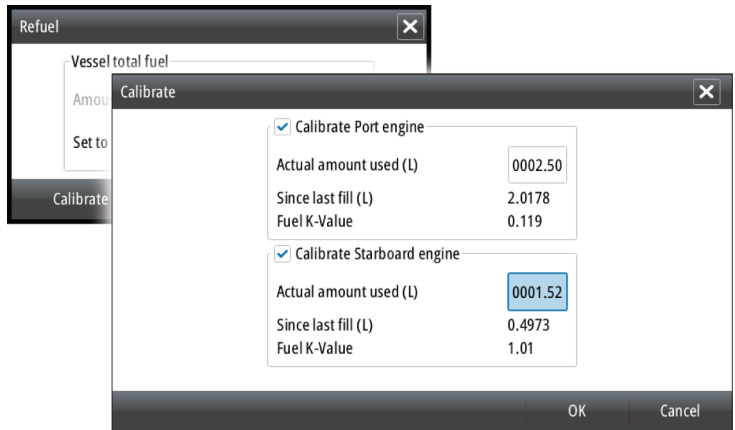 Refuel
Vessel total fuel
Set to
Calibrate
Calibrate
Calibrate Port engine
Actual amount used (L) 0002.50
Since last fill (L) 2.0178
Fuel K-Value 0.119
Calibrate Starboard engine
Actual amount used (L) 0001.52
Since last fill (L) 0.4973
Fuel K-Value 1.01
OK Cancel